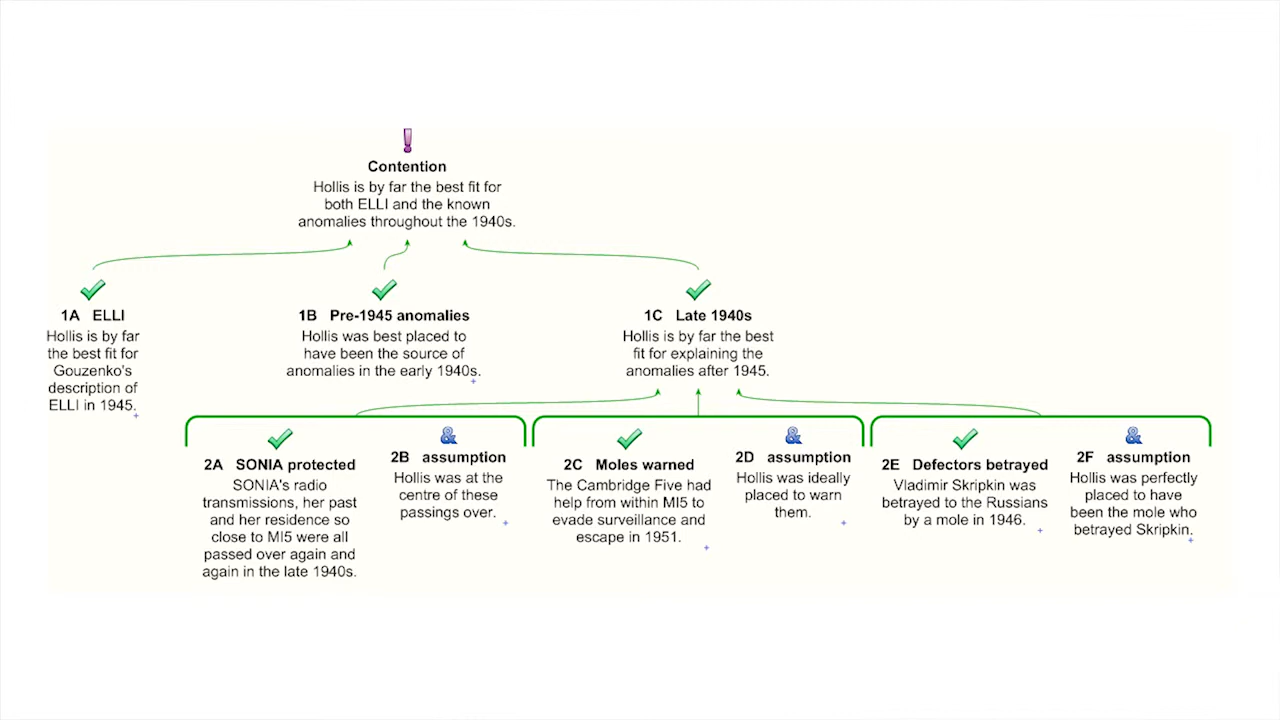 Contention
Hollis is by far the best fit for
both ELLI and the known
anomalies throughout the 1940s.
1A ELLI
Hollis is by far
the best fit for
Gouzenko's
description of
ELLI in 1945.
1B Pre-1945 anomalies
Hollis was best placed to
have been the source of
anomalies in the early 1940s.
1C Late 1940s
Hollis is by far the best
fit for explaining the
anomalies after 1945.
2A SONIA protected
SONIA's radio
transmissions, her past
and her residence so
close to MI5 were all
passed over again and
again in the late 1940s.
&
2B assumption
Hollis was at the
centre of these
passings over.
2C Moles warned
The Cambridge Five had
help from within MI5 to
evade surveillance and
escape in 1951.
&
2D assumption
Hollis was ideally
placed to warn
them.
2E Defectors betrayed
Vladimir Skripkin was
betrayed to the Russians
by a mole in 1946.
&
2F assumption
Hollis was perfectly
placed to have
been the mole who
betrayed Skripkin.